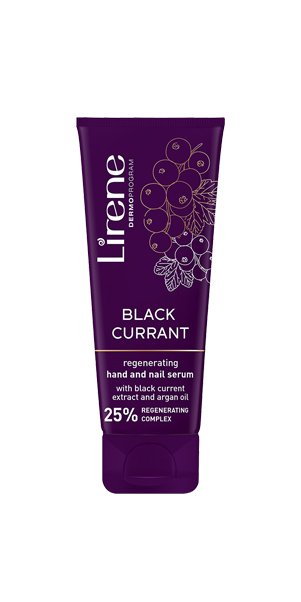 Lirene
DERMOPROGRAM
BLACK
CURRANT
regenerating
hand and nail serum
with black current
extract and argan oil
25% REGENERATING
COMPLEX